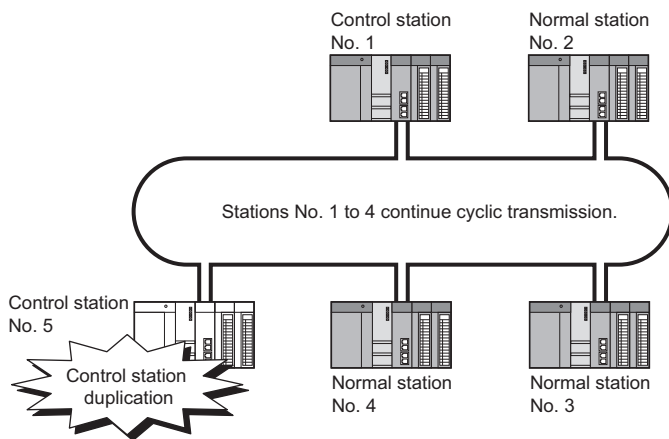 Control station
No. 1
Normal station
No. 2
Stations No. 1 to 4 continue cyclic transmission.
Control station
No. 5
Control station
duplication
Normal station
No. 4
Normal station
No. 3